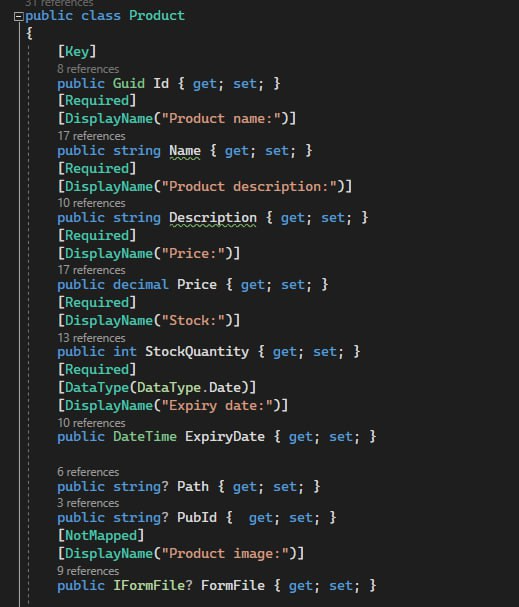 31 references
public class Product
{
[Key]
8 references
public Guid Id { get; set; }
[Required]
[DisplayName("Product name:")]
17 references
public string Name { get; set; }
[Required]
[DisplayName("Product description:")]
10 references
public string Description { get; set; }
[Required]
[DisplayName("Price:")]
17 references
public decimal Price { get; set; }
[Required]
[DisplayName("Stock:")]
13 references
public int StockQuantity { get; set; }
[Required]
[DataType(DataType.Date)]
[DisplayName("Expiry date:")]
10 references
public DateTime ExpiryDate { get; set; }
6 references
public string? Path { get; set; }
3 references
public string? PubId {  get; set; }
[NotMapped]
[DisplayName("Product image:")]
9 references
public IFormFile? FormFile { get; set; }